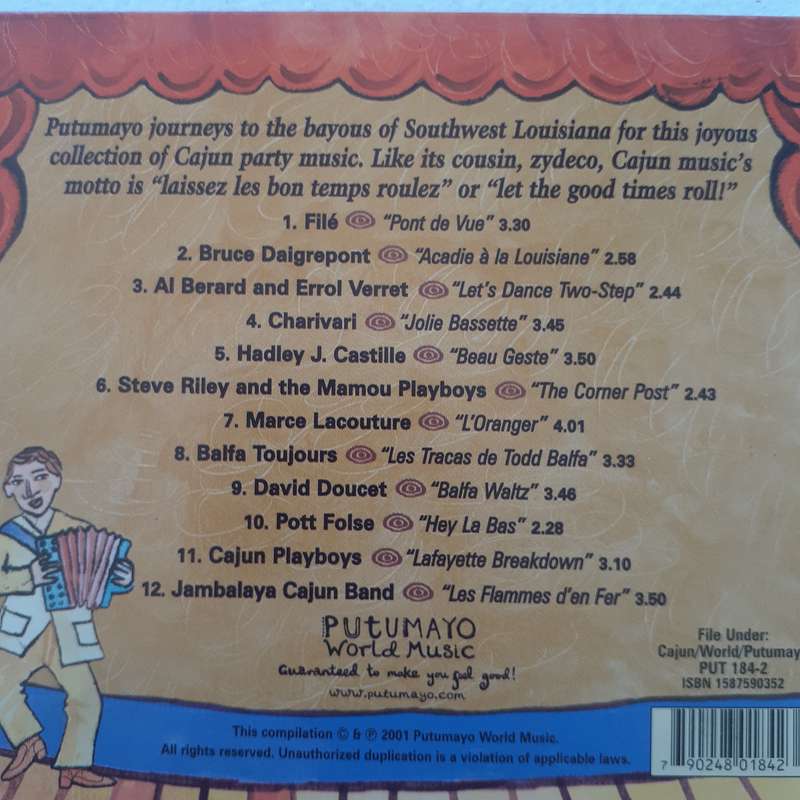 Putumayo journeys to the bayous of Southwest Louisiana for this joyous
collection of Cajun party music. Like its cousin, zydeco, Cajun music's
motto is "laissez les bon temps roulez" or "let the good times roll!"
1. Filé "Pont de Vue" 3.30
2. Bruce Daigrepont "Acadie à la Louisiane" 2.58
3. Al Berard and Errol Verret "Let's Dance Two-Step" 2.44
4. Charivari "Jolie Bassette" 3.45
5. Hadley J. Castille "Beau Geste" 3.50
6. Steve Riley and the Mamou Playboys "The Corner Post" 2.43
7. Marce Lacouture "L'Oranger" 4.01
8. Balfa Toujours "Les Tracas de Todd Balfa" 3.33
9. David Doucet "Balfa Waltz" 3.46
10. Pott Folse "Hey La Bas" 2.28
11. Cajun Playboys "Lafayette Breakdown" 3.10
12. Jambalaya Cajun Band "Les Flammes d'en Fer" 3.50
PUTUMAYO
World Music
Guaranteed to make you feel good!
www.putumayo.com
File Under:
Cajun/World/Putumay
PUT 184-2
ISBN 1587590352
This compilation © & ℗ 2001 Putumayo World Music.
All rights reserved. Unauthorized duplication is a violation of applicable laws.
7 90248 01842